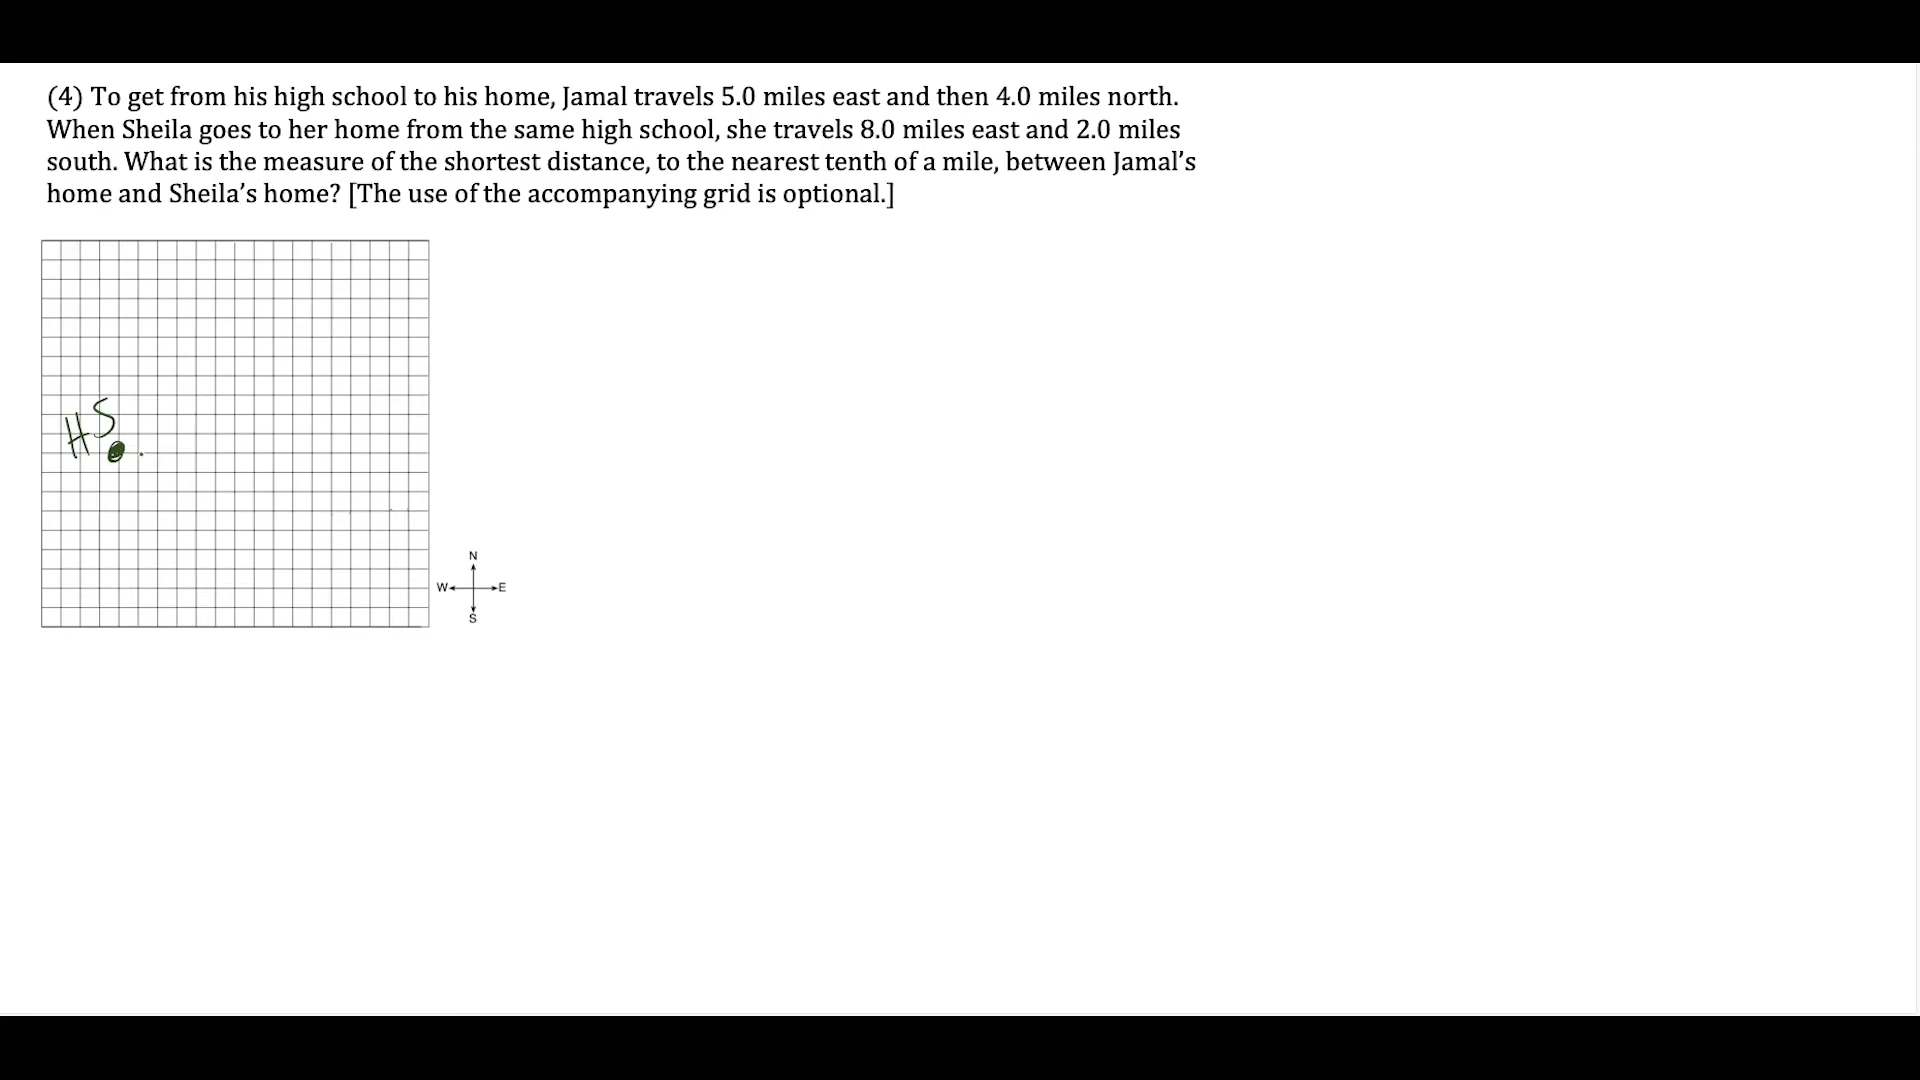 (4) To get from his high school to his home, Jamal travels 5.0 miles east and then 4.0 miles north.
When Sheila goes to her home from the same high school, she travels 8.0 miles east and 2.0 miles
south. What is the measure of the shortest distance, to the nearest tenth of a mile, between Jamal’s
home and Sheila’s home? [The use of the accompanying grid is optional.]
HS
N
W E
S